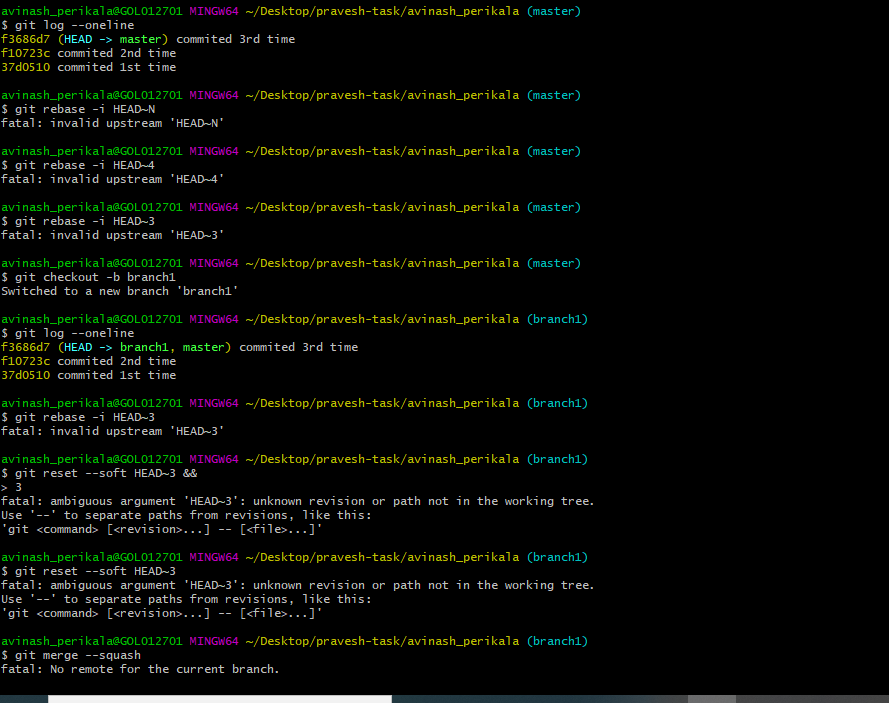 avinash_perikala@GOL012701 MINGW64 ~/Desktop/pravesh-task/avinash_perikala (master)
$ git log --oneline
f3686d7 (HEAD -> master) commited 3rd time
f10723c commited 2nd time
37d0510 commited 1st time
avinash_perikala@GOL012701 MINGW64 ~/Desktop/pravesh-task/avinash_perikala (master)
$ git rebase -i HEAD~N
fatal: invalid upstream 'HEAD~N'
avinash_perikala@GOL012701 MINGW64 ~/Desktop/pravesh-task/avinash_perikala (master)
$ git rebase -i HEAD~4
fatal: invalid upstream 'HEAD~4'
avinash_perikala@GOL012701 MINGW64 ~/Desktop/pravesh-task/avinash_perikala (master)
$ git rebase -i HEAD~3
fatal: invalid upstream 'HEAD~3'
avinash_perikala@GOL012701 MINGW64 ~/Desktop/pravesh-task/avinash_perikala (master)
$ git checkout -b branch1
Switched to a new branch 'branch1'
avinash_perikala@GOL012701 MINGW64 ~/Desktop/pravesh-task/avinash_perikala (branch1)
$ git log --oneline
f3686d7 (HEAD -> branch1, master) commited 3rd time
f10723c commited 2nd time
37d0510 commited 1st time
avinash_perikala@GOL012701 MINGW64 ~/Desktop/pravesh-task/avinash_perikala (branch1)
$ git rebase -i HEAD~3
fatal: invalid upstream 'HEAD~3'
avinash_perikala@GOL012701 MINGW64 ~/Desktop/pravesh-task/avinash_perikala (branch1)
$ git reset --soft HEAD~3 &&
> 3
fatal: ambiguous argument 'HEAD~3': unknown revision or path not in the working tree.
Use '--' to separate paths from revisions, like this:
'git <command> [<revision>...] -- [<file>...]'
avinash_perikala@GOL012701 MINGW64 ~/Desktop/pravesh-task/avinash_perikala (branch1)
$ git reset --soft HEAD~3
fatal: ambiguous argument 'HEAD~3': unknown revision or path not in the working tree.
Use '--' to separate paths from revisions, like this:
'git <command> [<revision>...] -- [<file>...]'
avinash_perikala@GOL012701 MINGW64 ~/Desktop/pravesh-task/avinash_perikala (branch1)
$ git merge --squash
fatal: No remote for the current branch.